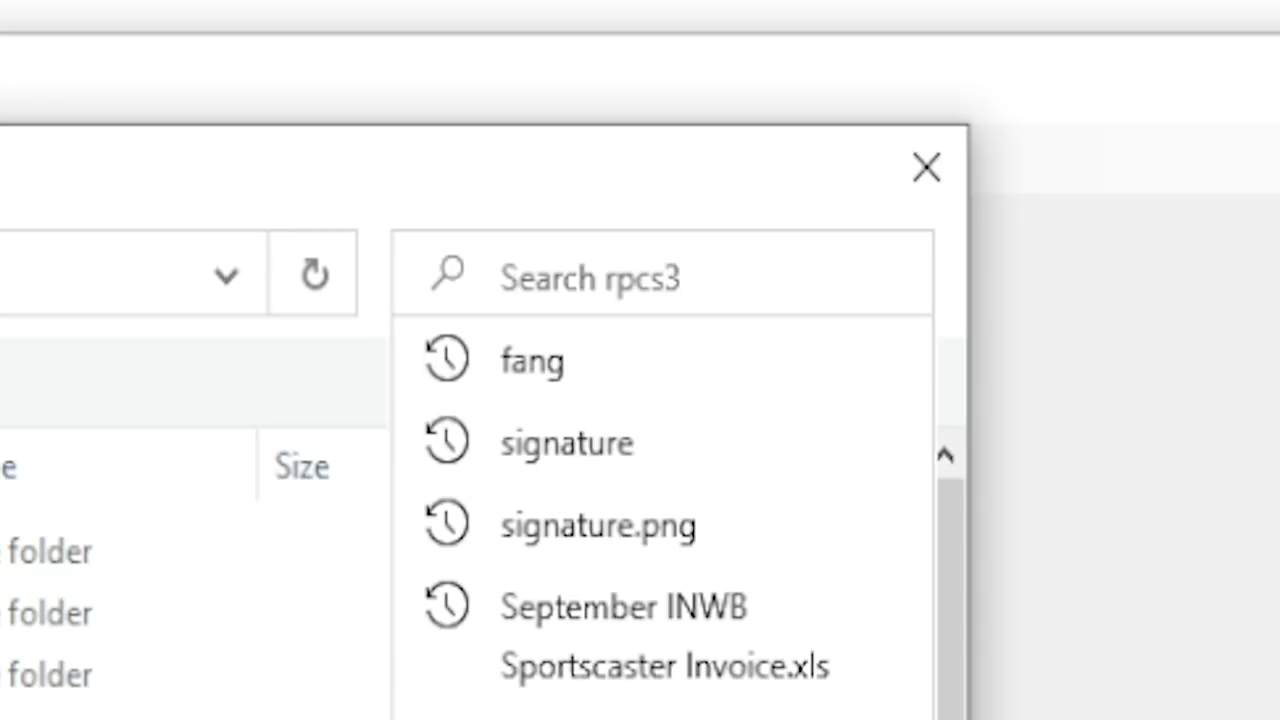 Search rpcs3
fang
signature
Size
signature.png
folder
September INWB
folder
Sportscaster Invoice.xls
folder